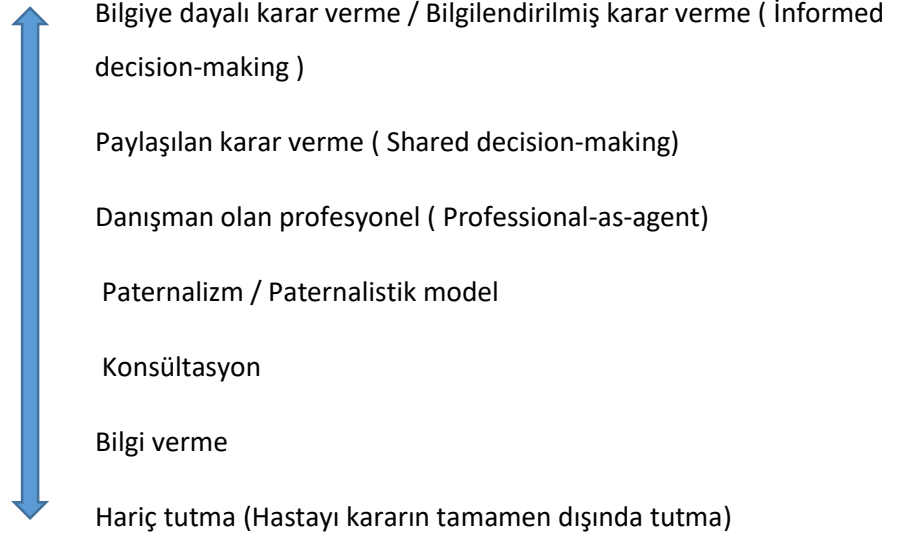 Bilgiye dayalı karar verme / Bilgilendirilmiş karar verme ( İnformed
decision-making )
Paylaşılan karar verme ( Shared decision-making)
Danışman olan profesyonel ( Professional-as-agent)
Paternalizm / Paternalistik model
Konsültasyon
Bilgi verme
Hariç tutma (Hastayı kararın tamamen dışında tutma)